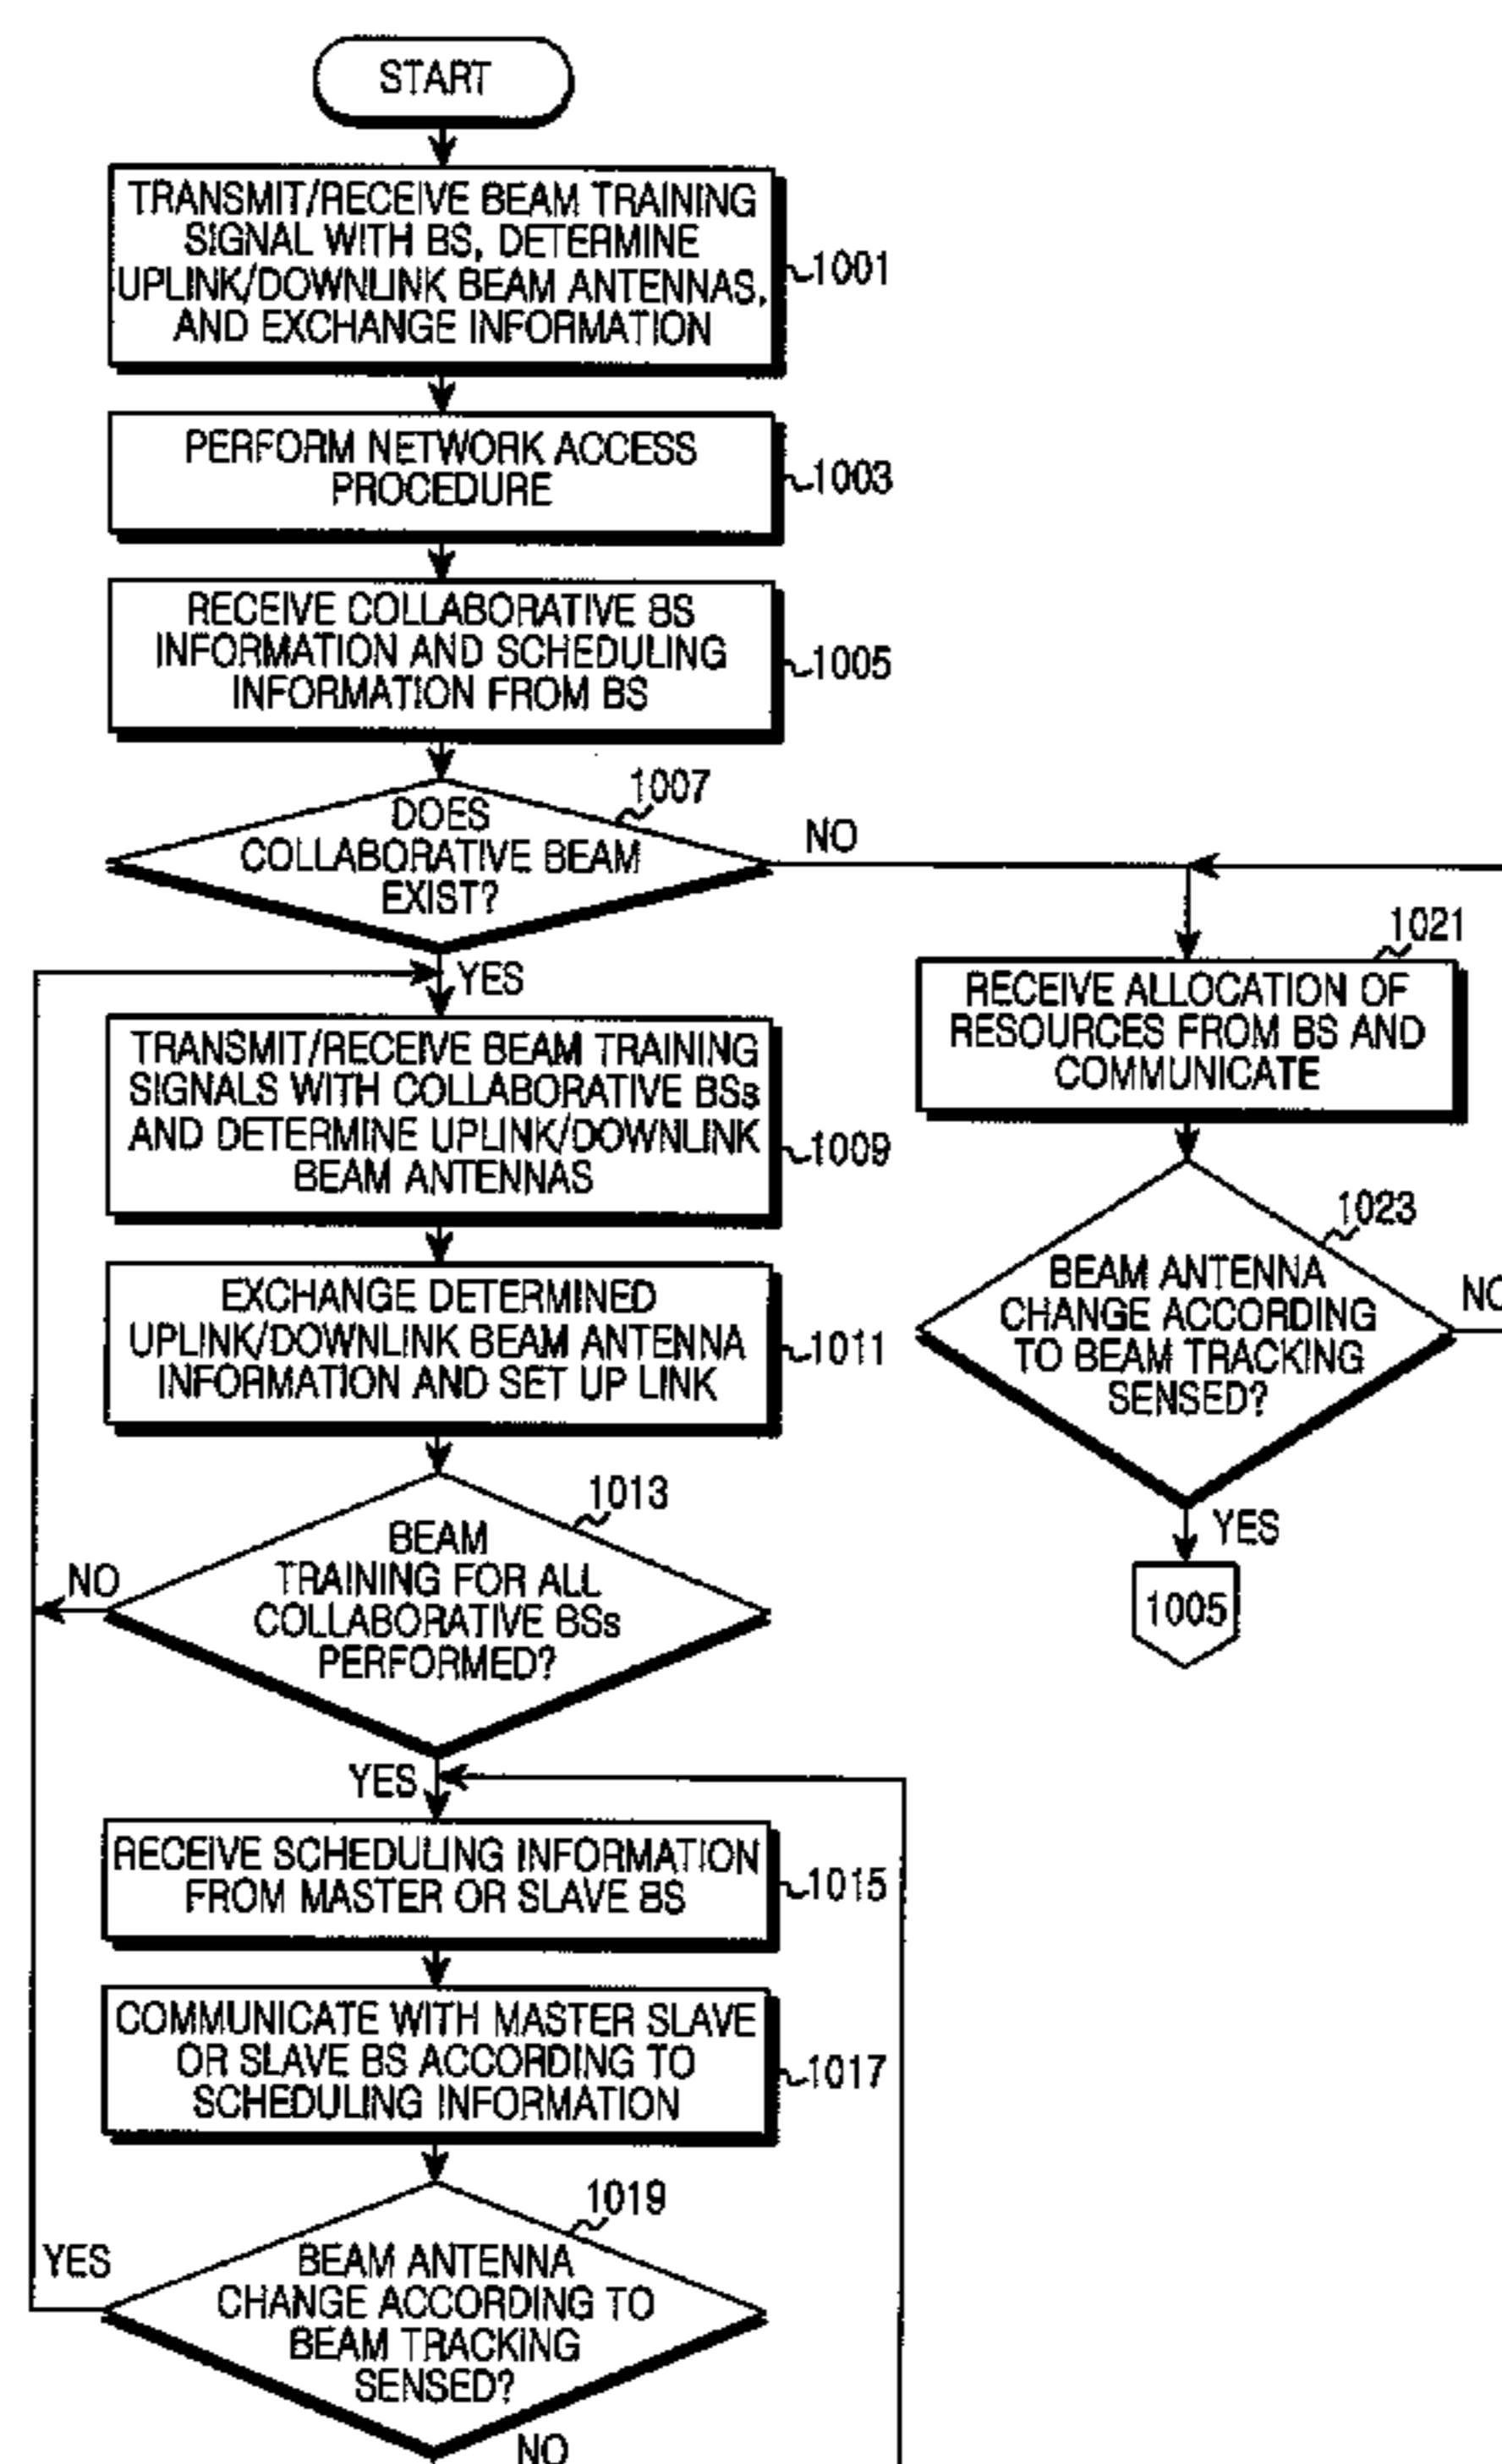 START
TRANSMIT/RECEIVE BEAM TRAINING
SIGNAL WITH BS, DETERMINE
UPLINK/DOWNLINK BEAM ANTENNAS,
AND EXCHANGE INFORMATION
1001
PERFORM NETWORK ACCESS
PROCEDURE
1003
RECEIVE COLLABORATIVE BS
INFORMATION AND SCHEDULING
INFORMATION FROM BS
1005
1007
DOES
COLLABORATIVE BEAM
EXIST?
NO
YES
TRANSMIT/RECEIVE BEAM TRAINING
SIGNALS WITH COLLABORATIVE BSs
AND DETERMINE UPLINK/DOWNLINK
BEAM ANTENNAS
1009
EXCHANGE DETERMINED
UPLINK/DOWNLINK BEAM ANTENNA
INFORMATION AND SET UP LINK
1011
1013
BEAM
TRAINING FOR ALL
COLLABORATIVE BSs
PERFORMED?
NO
YES
RECEIVE SCHEDULING INFORMATION
FROM MASTER OR SLAVE BS
1015
COMMUNICATE WITH MASTER SLAVE
OR SLAVE BS ACCORDING TO
SCHEDULING INFORMATION
1017
1019
BEAM ANTENNA
CHANGE ACCORDING TO
BEAM TRACKING
SENSED?
YES
NO
1021
RECEIVE ALLOCATION OF
RESOURCES FROM BS AND
COMMUNICATE
1023
BEAM ANTENNA
CHANGE ACCORDING
TO BEAM TRACKING
SENSED?
NO
YES
1005